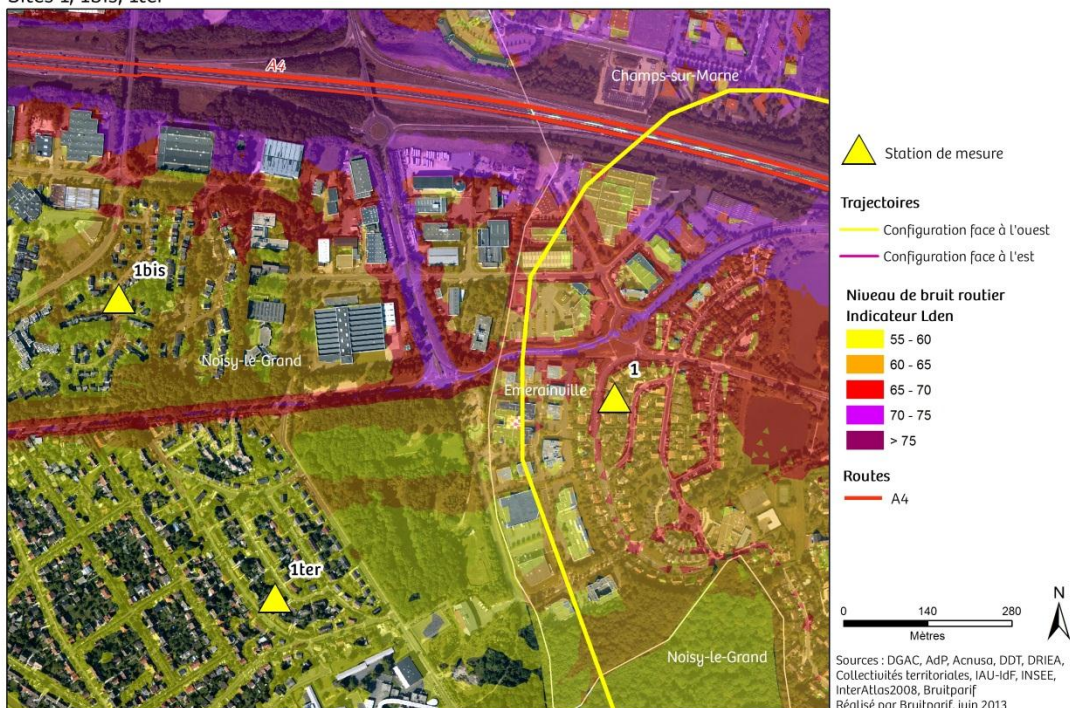 Sites 1, 1bis, 1ter
A4
Champs-sur-Marne
1bis
Noisy-le-Grand
1
Emerainville
1ter
Noisy-le-Grand
Station de mesure
Trajectoires
Configuration face à l'ouest
Configuration face à l'est
Niveau de bruit routier
Indicateur Lden
55 - 60
60 - 65
65 - 70
70 - 75
> 75
Routes
A4
0 140 280
Mètres
N
Sources : DGAC, AdP, Acnusa, DDT, DRIEA,
Collectivités territoriales, IAU-IdF, INSEE,
InterAtlas2008, Bruitparif
Réalisé par Bruitparif, juin 2013